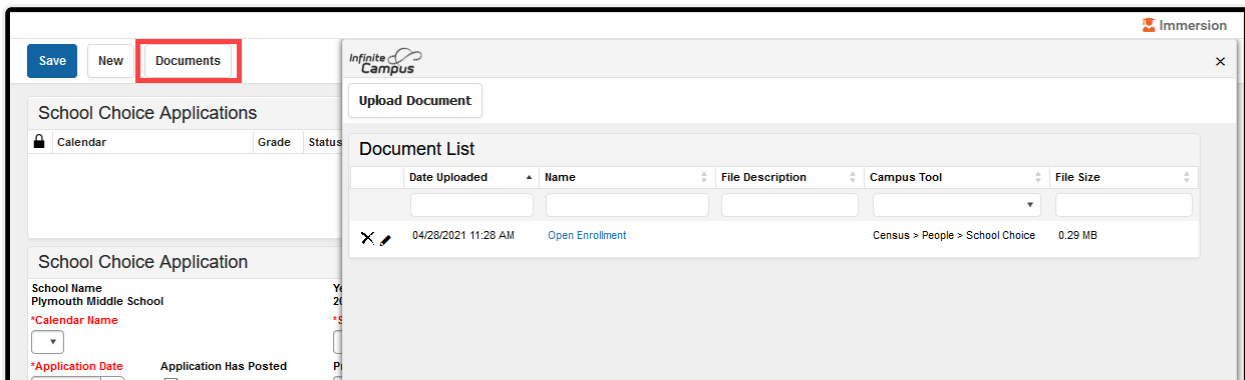 Immersion
Save New Documents
Infinite
Campus
×
Upload Document
School Choice Applications
Calendar Grade Status
Document List
Date Uploaded Name File Description Campus Tool File Size
04/28/2021 11:28 AM Open Enrollment Census > People > School Choice 0.29 MB
School Choice Application
School Name
Plymouth Middle School
*Calendar Name
*Application Date Application Has Posted